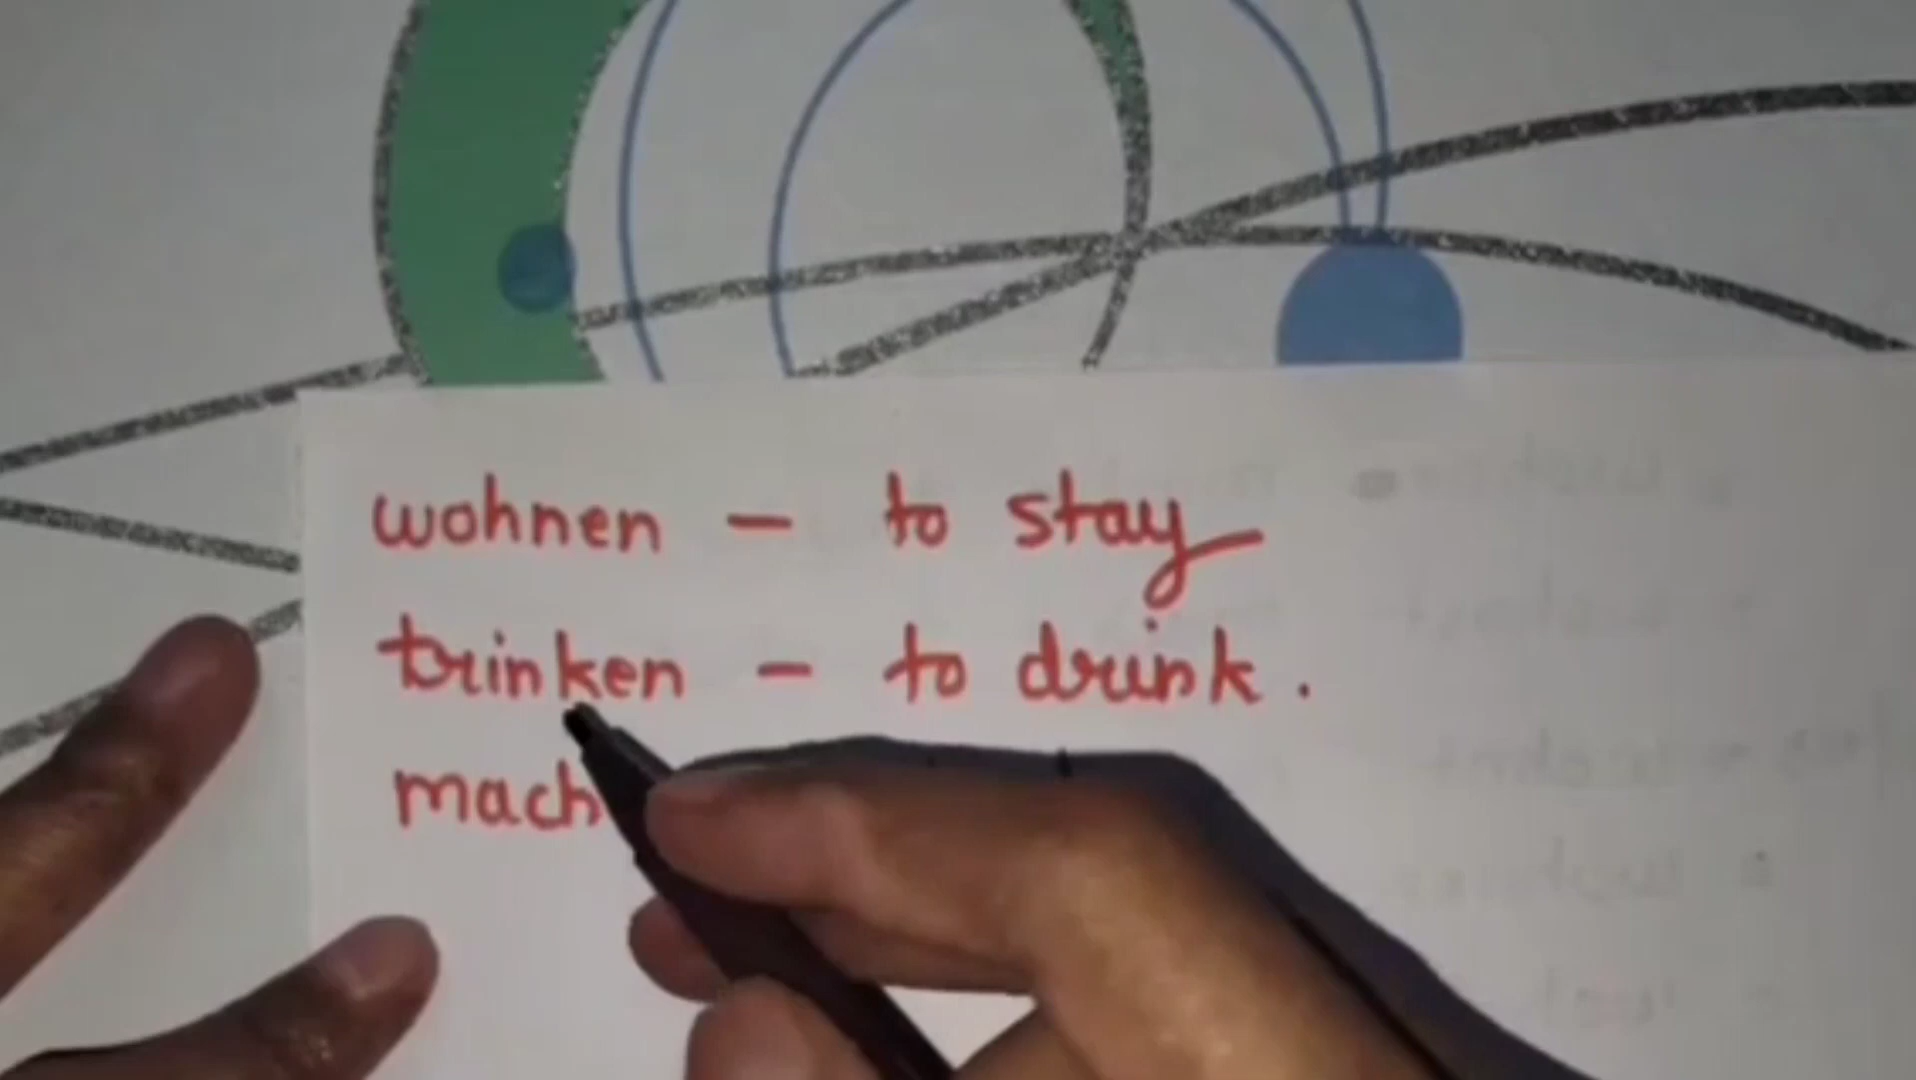 wohnen - to stay
trinken - to drink.
mach